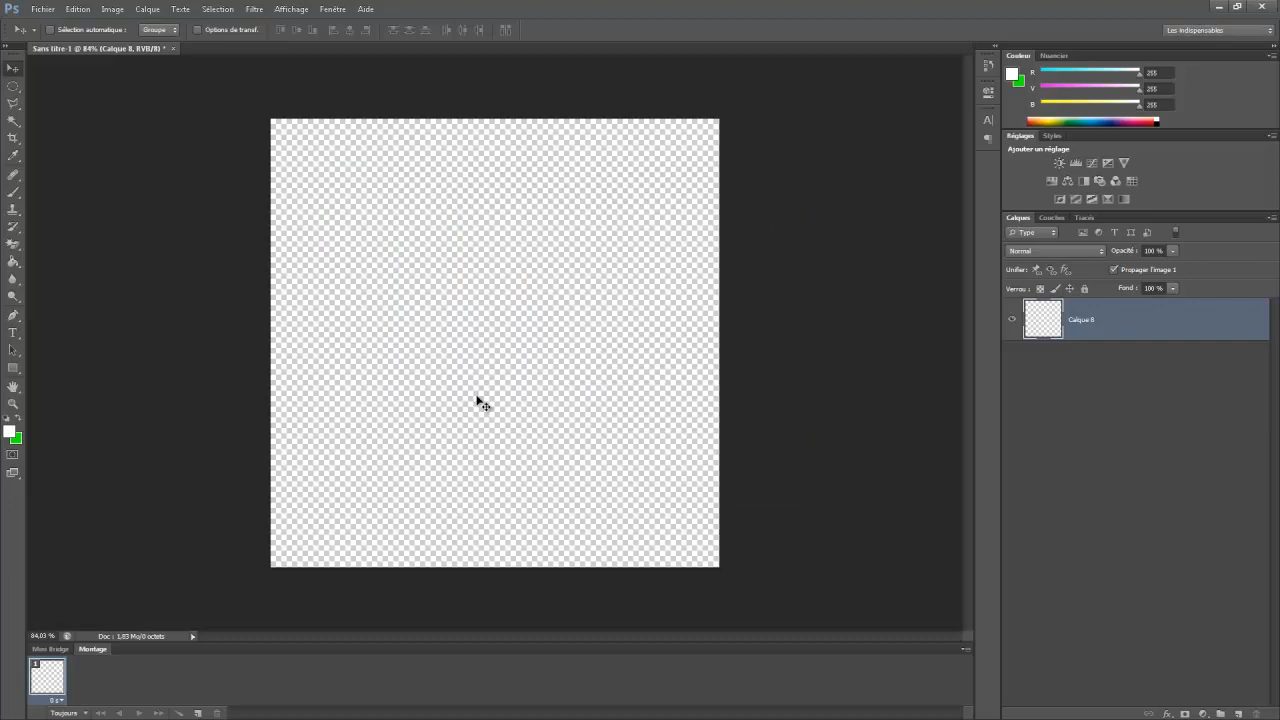 Ps Fichier Edition Image Calque Texte Sélection Filtre Affichage Fenêtre Aide
Sélection automatique : Groupe Options de transf. Les indispensables
Sans titre-1 @ 84% (Calque 8, RVB/8) * ×
Couleur Nuancier
R 255
V 255
B 255
Réglages Styles
Ajouter un réglage
Calques Couches Tracés
Type
Normal Opacité : 100 %
Unifier : Propager l'image 1
Verrou : Fond : 100 %
Calque 8
84,03 % Doc : 1,83 Mo/0 octets
Mini Bridge Montage
1
0 s
Toujours